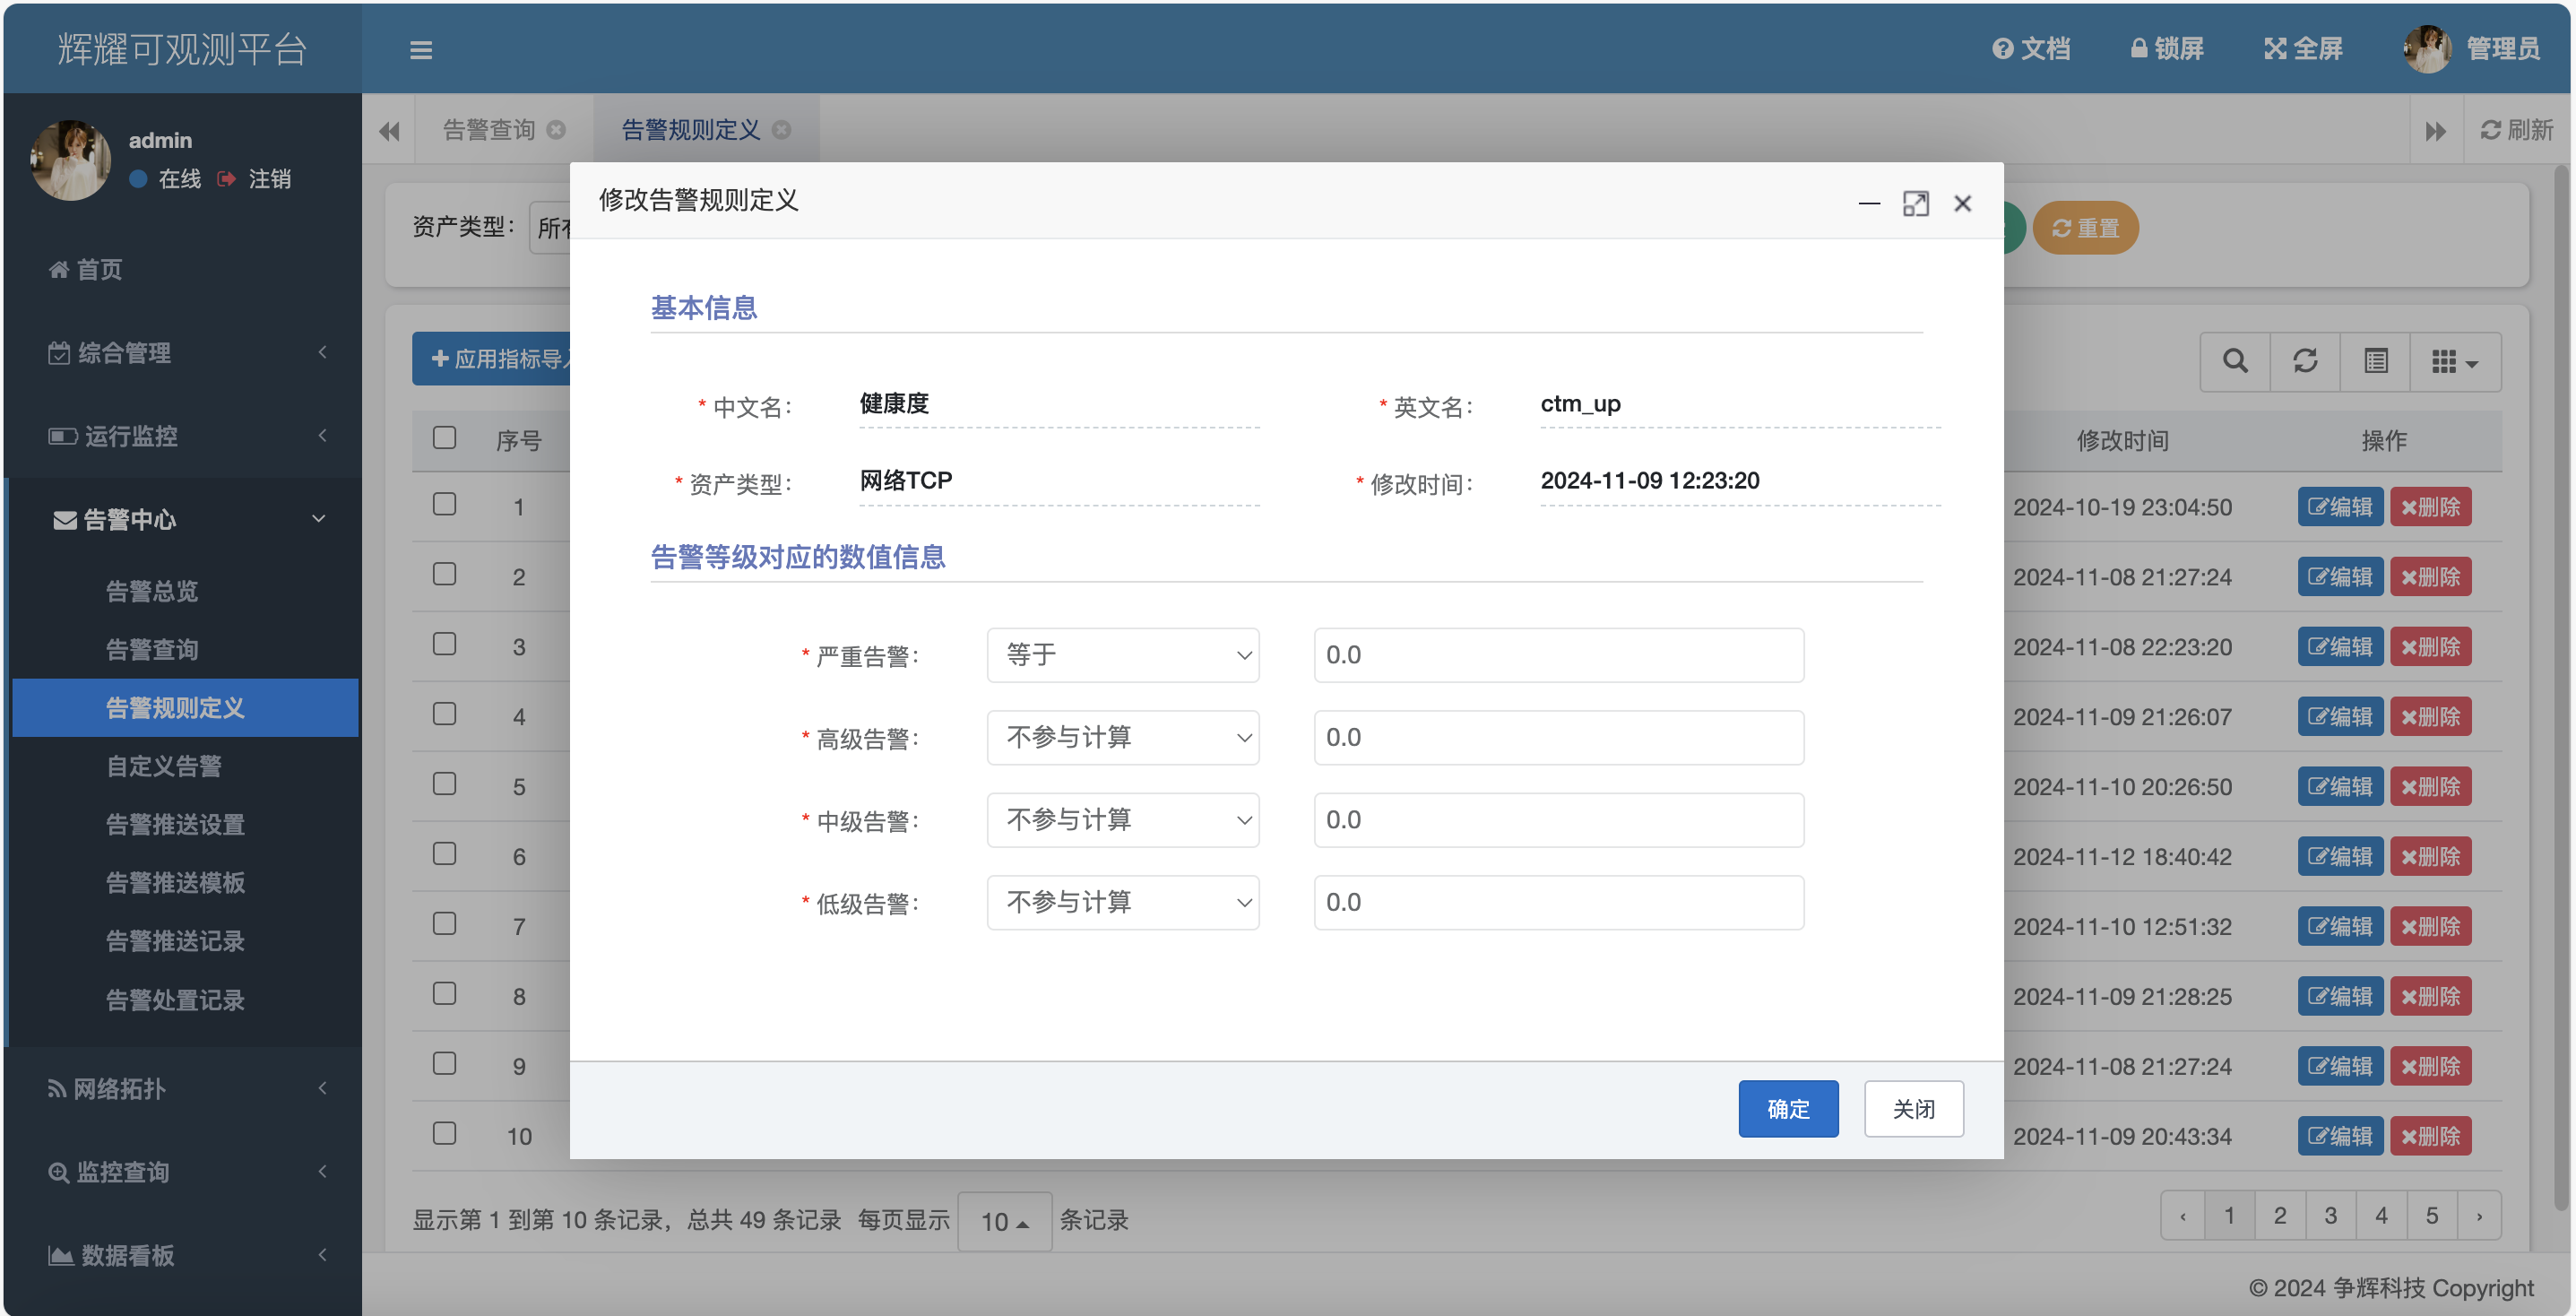 辉耀可观测平台
文档 锁屏 全屏 管理员
admin
在线 注销
告警查询 告警规则定义 刷新
首页
综合管理
运行监控
告警中心
告警总览
告警查询
告警规则定义
自定义告警
告警推送设置
告警推送模板
告警推送记录
告警处置记录
网络拓扑
监控查询
数据看板
资产类型： 所有
重置
应用指标导入
序号 修改时间 操作
1 2024-10-19 23:04:50 编辑 删除
2 2024-11-08 21:27:24 编辑 删除
3 2024-11-08 22:23:20 编辑 删除
4 2024-11-09 21:26:07 编辑 删除
5 2024-11-10 20:26:50 编辑 删除
6 2024-11-12 18:40:42 编辑 删除
7 2024-11-10 12:51:32 编辑 删除
8 2024-11-09 21:28:25 编辑 删除
9 2024-11-08 21:27:24 编辑 删除
10 2024-11-09 20:43:34 编辑 删除
显示第 1 到第 10 条记录，总共 49 条记录 每页显示 10 条记录
‹ 1 2 3 4 5 ›
© 2024 争辉科技 Copyright
修改告警规则定义
基本信息
* 中文名： 健康度 * 英文名： ctm_up
* 资产类型： 网络TCP * 修改时间： 2024-11-09 12:23:20
告警等级对应的数值信息
* 严重告警： 等于 0.0
* 高级告警： 不参与计算 0.0
* 中级告警： 不参与计算 0.0
* 低级告警： 不参与计算 0.0
确定 关闭